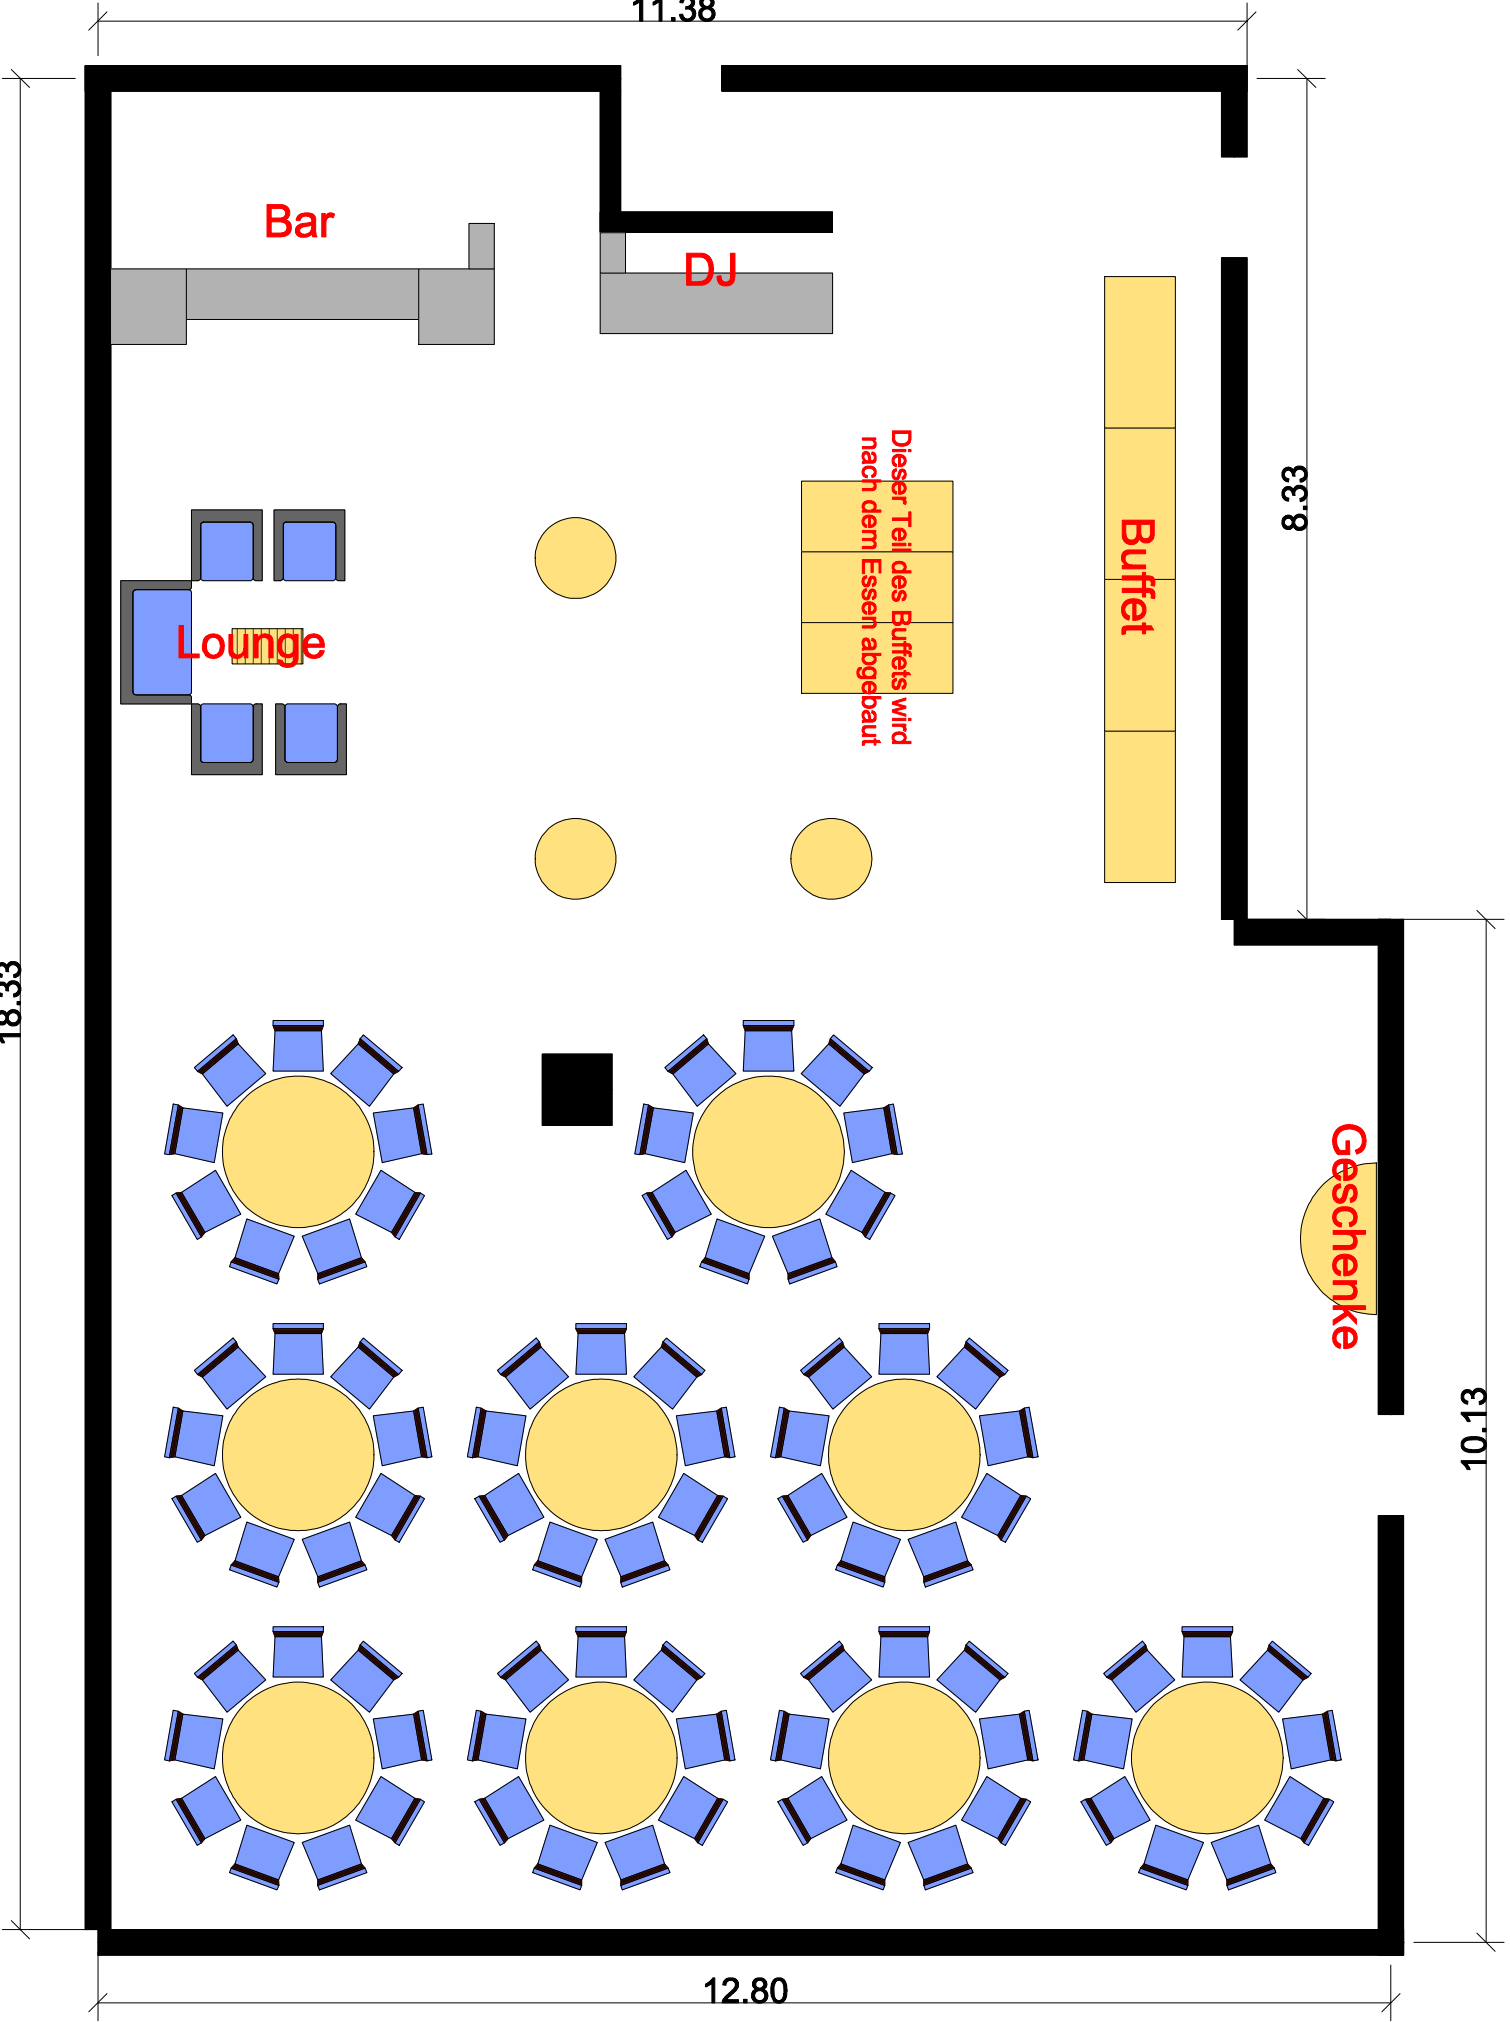 11.38
Bar
DJ
Dieser Teil des Buffets wird
nach dem Essen abgebaut
Buffet
8.33
Lounge
18.33
Geschenke
10.13
12.80